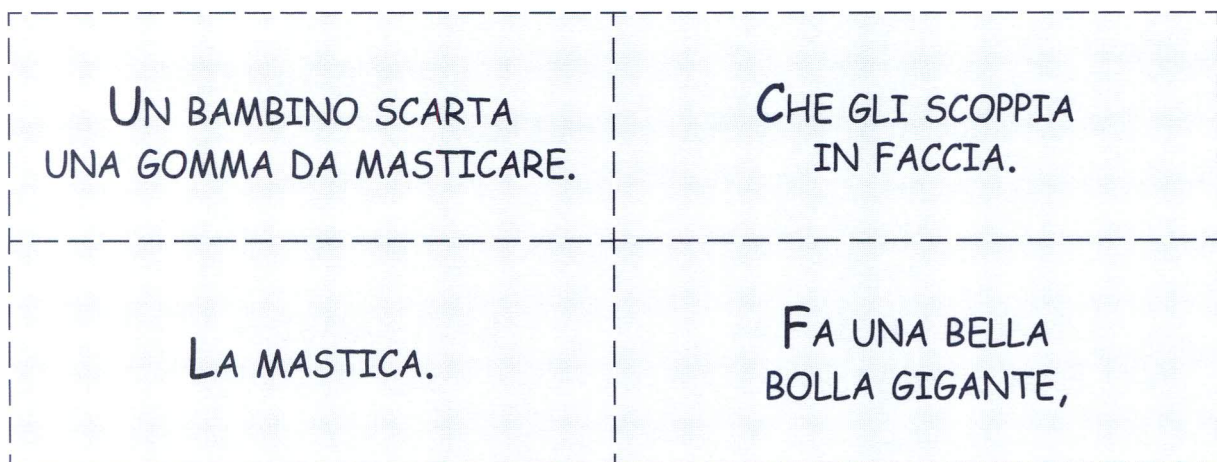 UN BAMBINO SCARTA
UNA GOMMA DA MASTICARE.
CHE GLI SCOPPIA
IN FACCIA.
LA MASTICA.
FA UNA BELLA
BOLLA GIGANTE,